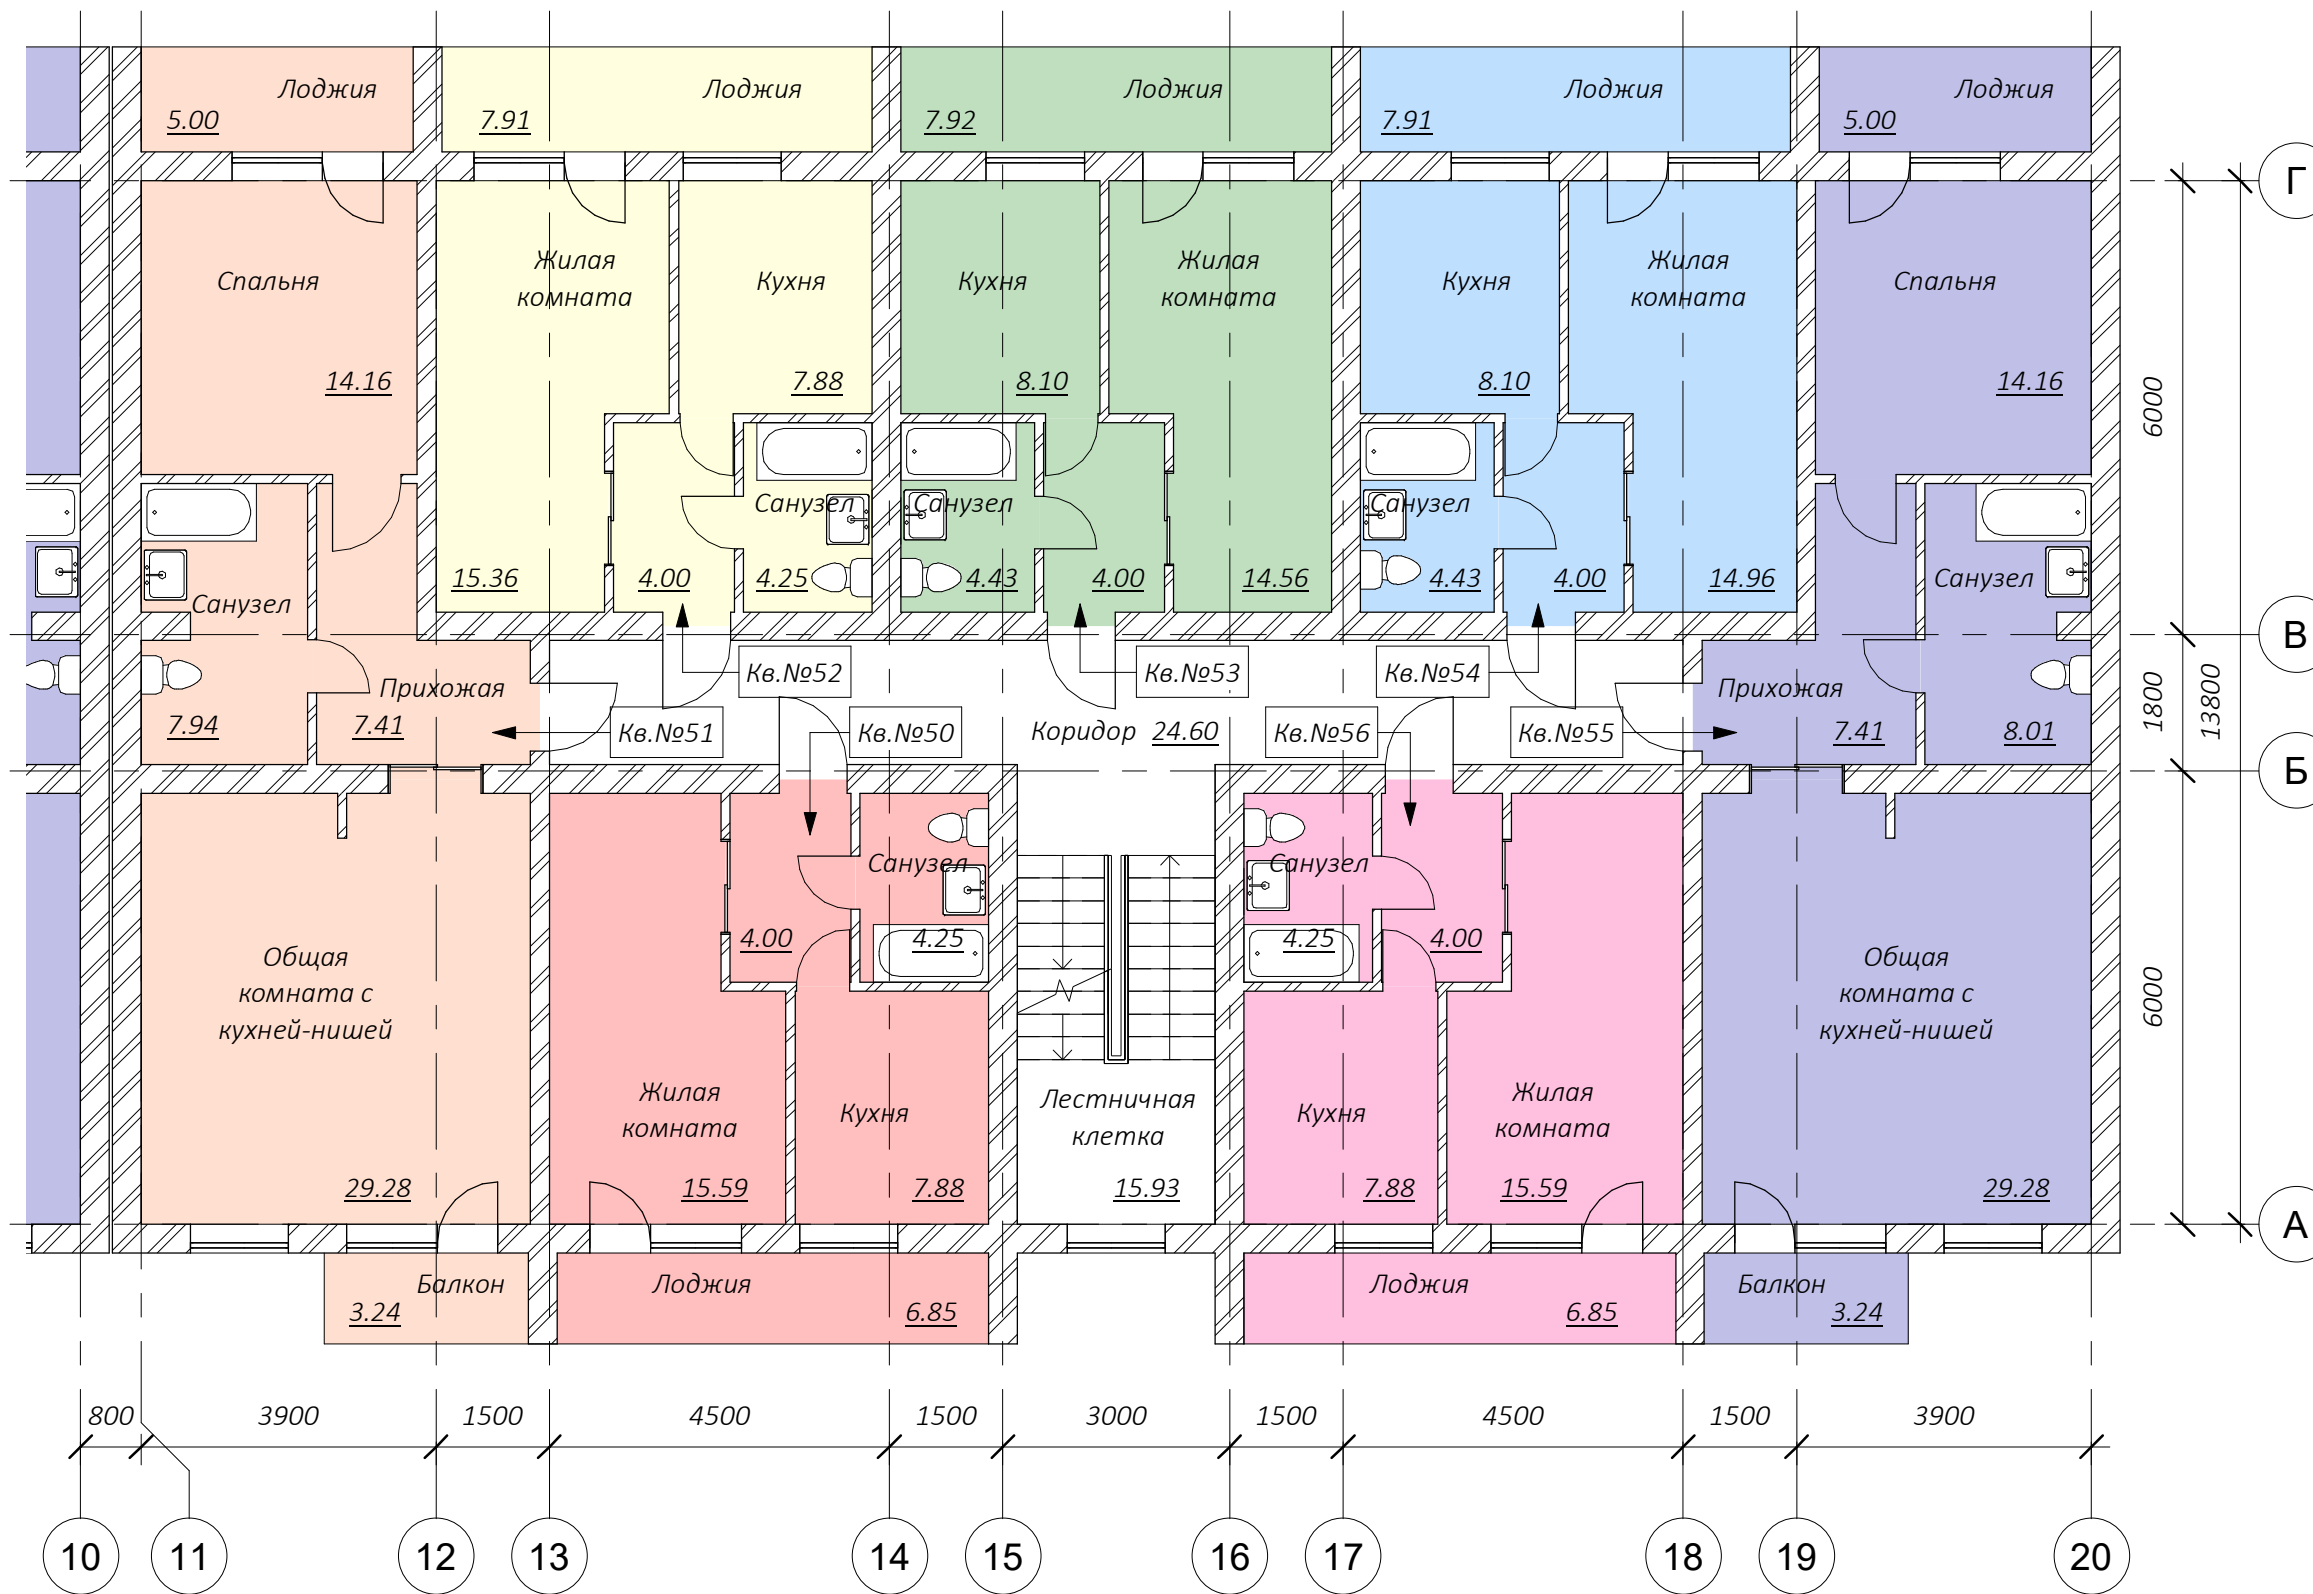 Лоджия
Лоджия
Лоджия
Лоджия
Лоджия
5.00
7.91
7.92
7.91
5.00
Г
Спальня
Жилая
комната
Кухня
Кухня
Жилая
комната
Кухня
Жилая
комната
Спальня
14.16
7.88
8.10
8.10
14.16
6000
Санузел
Санузел
Санузел
15.36
4.00
4.25
4.43
4.00
14.56
4.43
4.00
14.96
Санузел
Санузел
В
Кв.№52
Кв.№53
Кв.№54
Прихожая
Прихожая
7.94
7.41
Кв.№51
Кв.№50
Коридор 24.60
Кв.№56
Кв.№55
7.41
8.01
1800
13800
Б
Санузел
Санузел
4.00
4.25
4.25
4.00
Общая
комната с
кухней-нишей
Общая
комната с
кухней-нишей
6000
Жилая
комната
Кухня
Лестничная
клетка
Кухня
Жилая
комната
29.28
15.59
7.88
15.93
7.88
15.59
29.28
А
Балкон
Лоджия
Лоджия
Балкон
3.24
6.85
6.85
3.24
800
3900
1500
4500
1500
3000
1500
4500
1500
3900
10
11
12
13
14
15
16
17
18
19
20